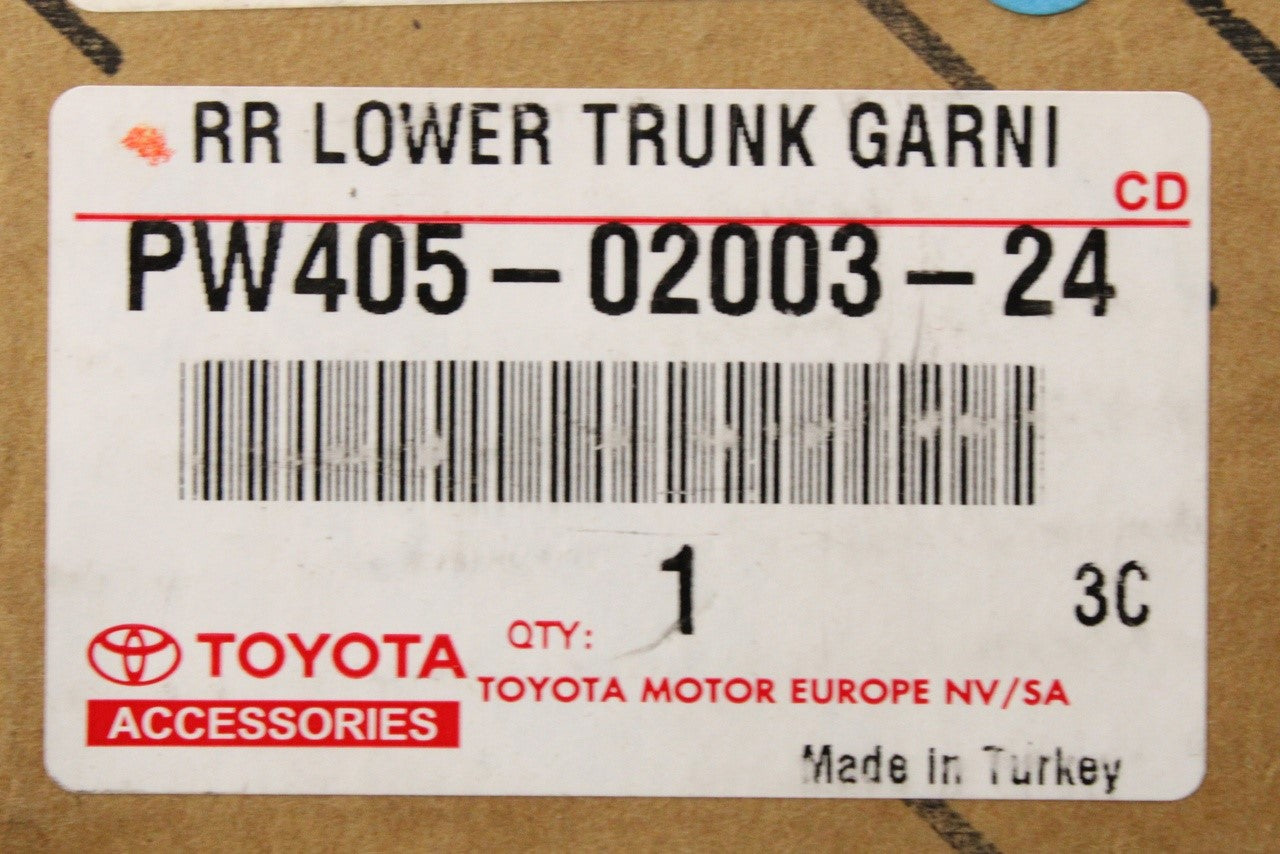 RR LOWER TRUNK GARNI
CD
PW405-02003-24
1
3C
QTY:
TOYOTA
TOYOTA MOTOR EUROPE NV/SA
ACCESSORIES
Made in Turkey